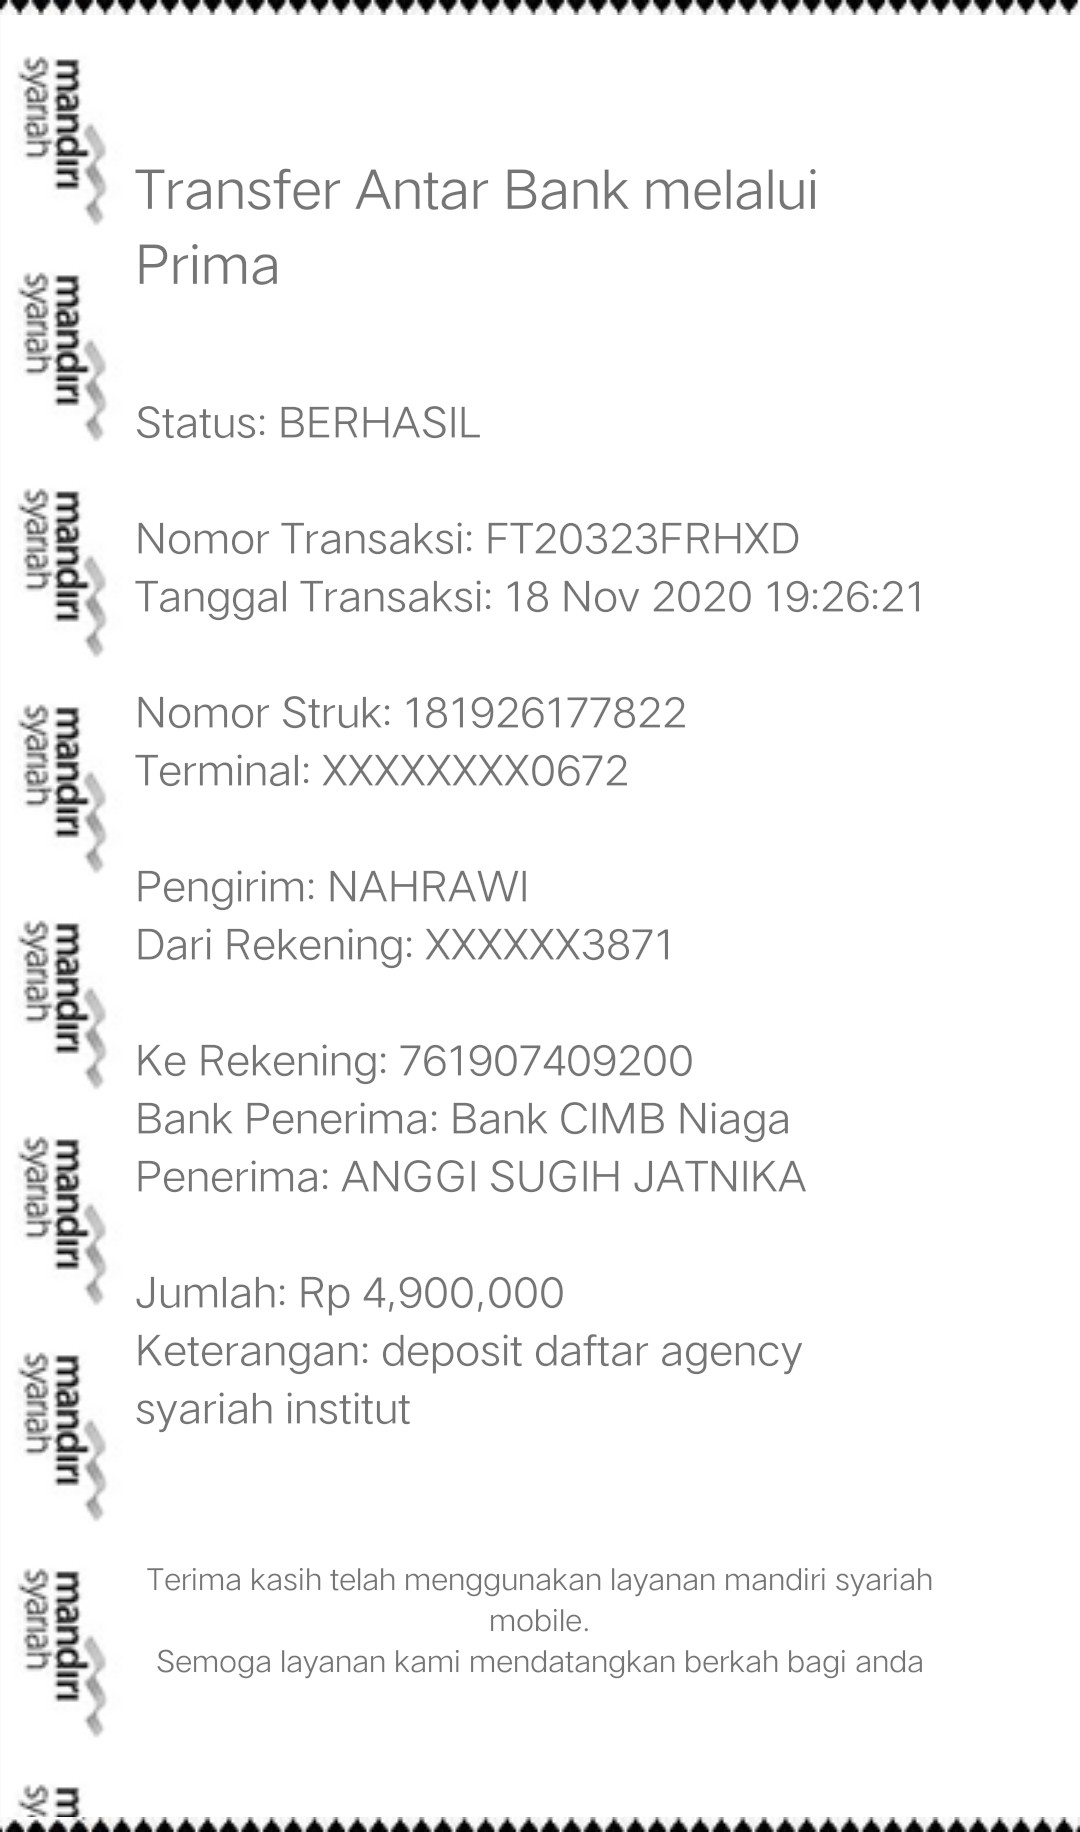 mandiri
syariah
mandiri
syariah
mandiri
syariah
mandiri
syariah
mandiri
syariah
mandiri
syariah
mandiri
syariah
mandiri
syariah
m
sy
Transfer Antar Bank melalui
Prima
Status: BERHASIL
Nomor Transaksi: FT20323FRHXD
Tanggal Transaksi: 18 Nov 2020 19:26:21
Nomor Struk: 181926177822
Terminal: XXXXXXXX0672
Pengirim: NAHRAWI
Dari Rekening: XXXXXX3871
Ke Rekening: 761907409200
Bank Penerima: Bank CIMB Niaga
Penerima: ANGGI SUGIH JATNIKA
Jumlah: Rp 4,900,000
Keterangan: deposit daftar agency
syariah institut
Terima kasih telah menggunakan layanan mandiri syariah
mobile.
Semoga layanan kami mendatangkan berkah bagi anda